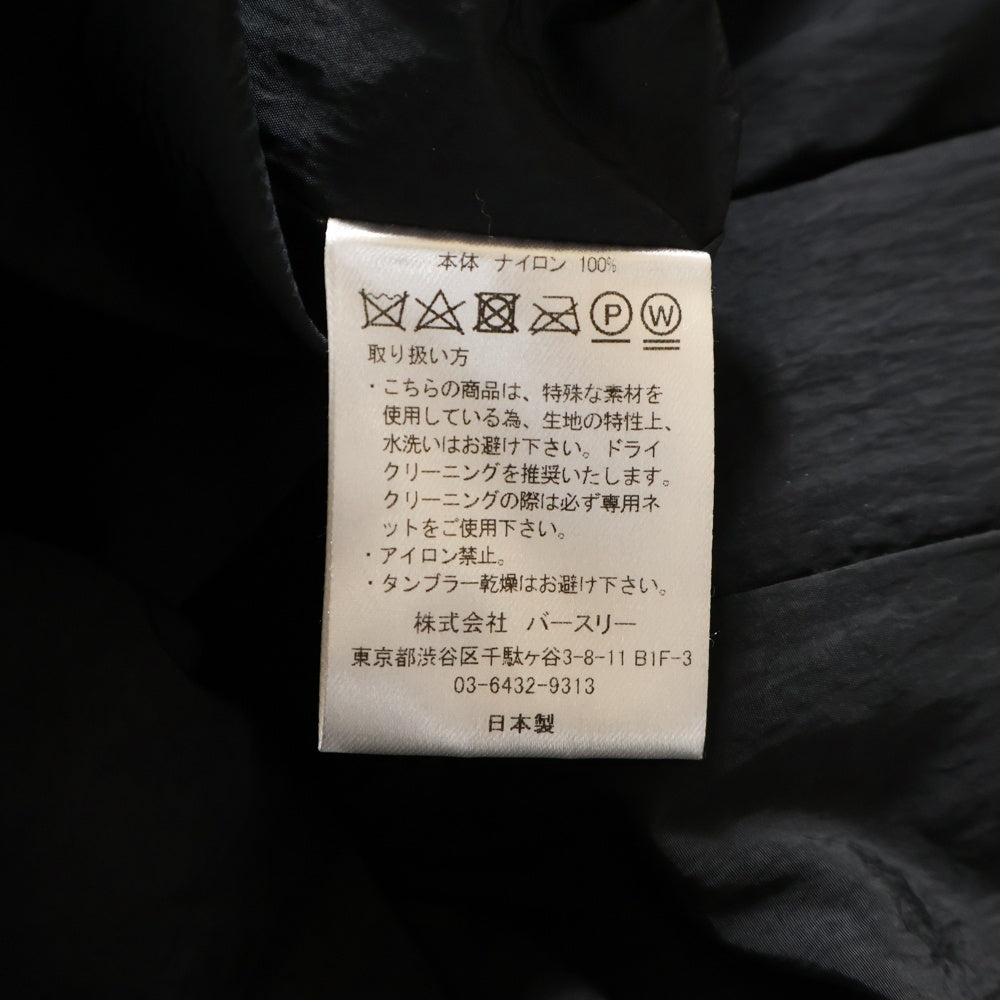 本体 ナイロン 100%
P W
取り扱い方
・こちらの商品は、特殊な素材を
使用している為、生地の特性上、
水洗いはお避け下さい。ドライ
クリーニングを推奨いたします。
クリーニングの際は必ず専用ネ
ットをご使用下さい。
・アイロン禁止。
・タンブラー乾燥はお避け下さい。
株式会社 バースリー
東京都渋谷区千駄ヶ谷3-8-11 B1F-3
03-6432-9313
日本製